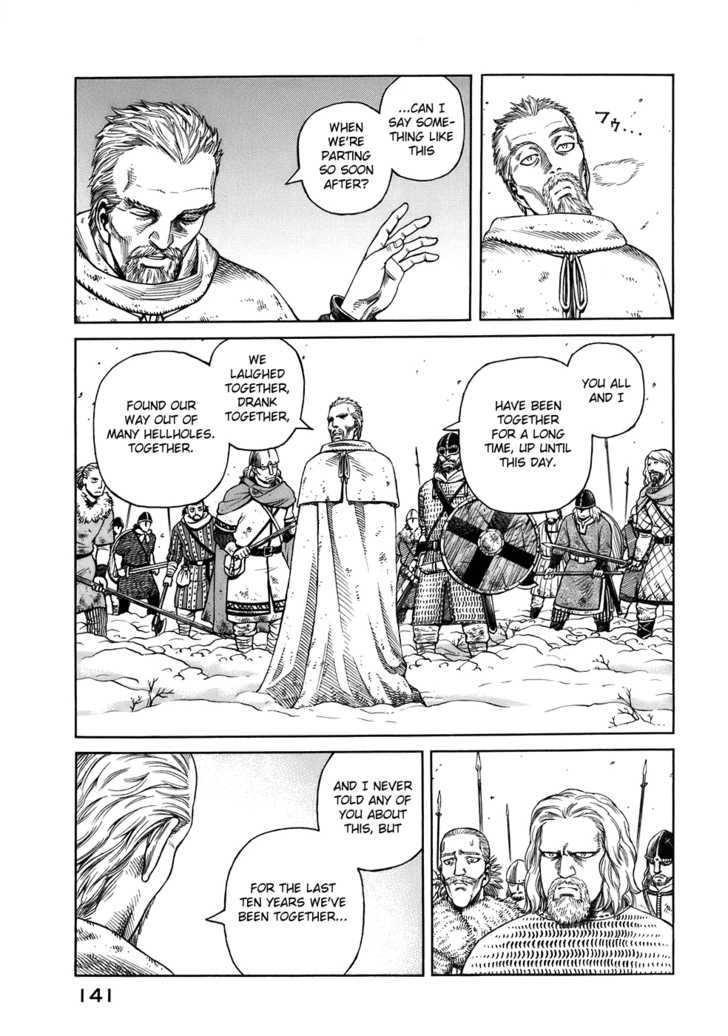 フゥ...
...CAN I
SAY SOME-
THING LIKE
THIS
WHEN
WE'RE
PARTING
SO SOON
AFTER?
YOU ALL
AND I
HAVE BEEN
TOGETHER
FOR A LONG
TIME, UP UNTIL
THIS DAY.
WE
LAUGHED
TOGETHER,
DRANK
TOGETHER,
FOUND OUR
WAY OUT OF
MANY HELLHOLES.
TOGETHER.
AND I NEVER
TOLD ANY OF
YOU ABOUT
THIS, BUT
FOR THE LAST
TEN YEARS WE'VE
BEEN TOGETHER...
141